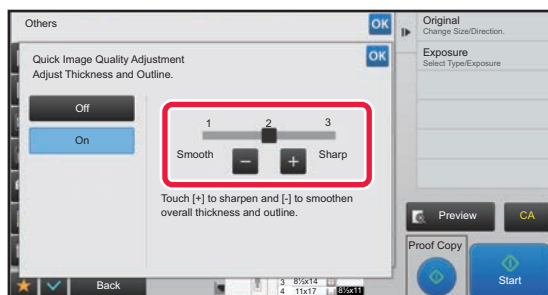 Others
OK
Original
Change Size/Direction.
Quick Image Quality Adjustment
Adjust Thickness and Outline.
OK
Exposure
Select Type/Exposure
Off
On
1 2 3
Smooth - + Sharp
Touch [+] to sharpen and [-] to smoothen
overall thickness and outline.
Preview
CA
Proof Copy
Start
Back
3 8½x14
4 11x17
8½x11